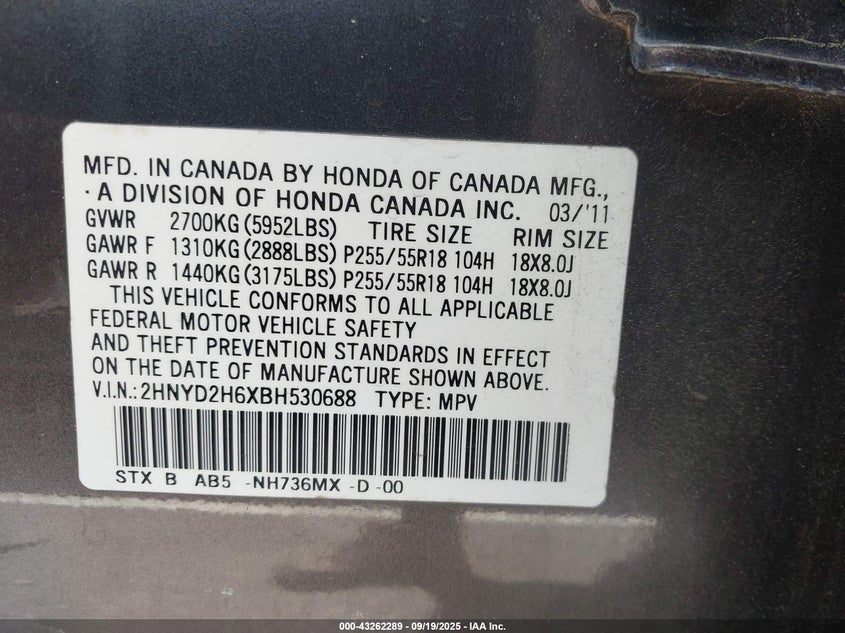 MFD. IN CANADA BY HONDA OF CANADA MFG.,
· A DIVISION OF HONDA CANADA INC. 03/'11
GVWR 2700KG(5952LBS) TIRE SIZE RIM SIZE
GAWR F 1310KG(2888LBS) P255/55R18 104H 18X8.0J
GAWR R 1440KG(3175LBS) P255/55R18 104H 18X8.0J
THIS VEHICLE CONFORMS TO ALL APPLICABLE
FEDERAL MOTOR VEHICLE SAFETY
AND THEFT PREVENTION STANDARDS IN EFFECT
ON THE DATE OF MANUFACTURE SHOWN ABOVE.
V.I.N.:2HNYD2H6XBH530688 TYPE: MPV
STX B AB5 -NH736MX -D -00
000-43262289 - 09/19/2025 - IAA Inc.